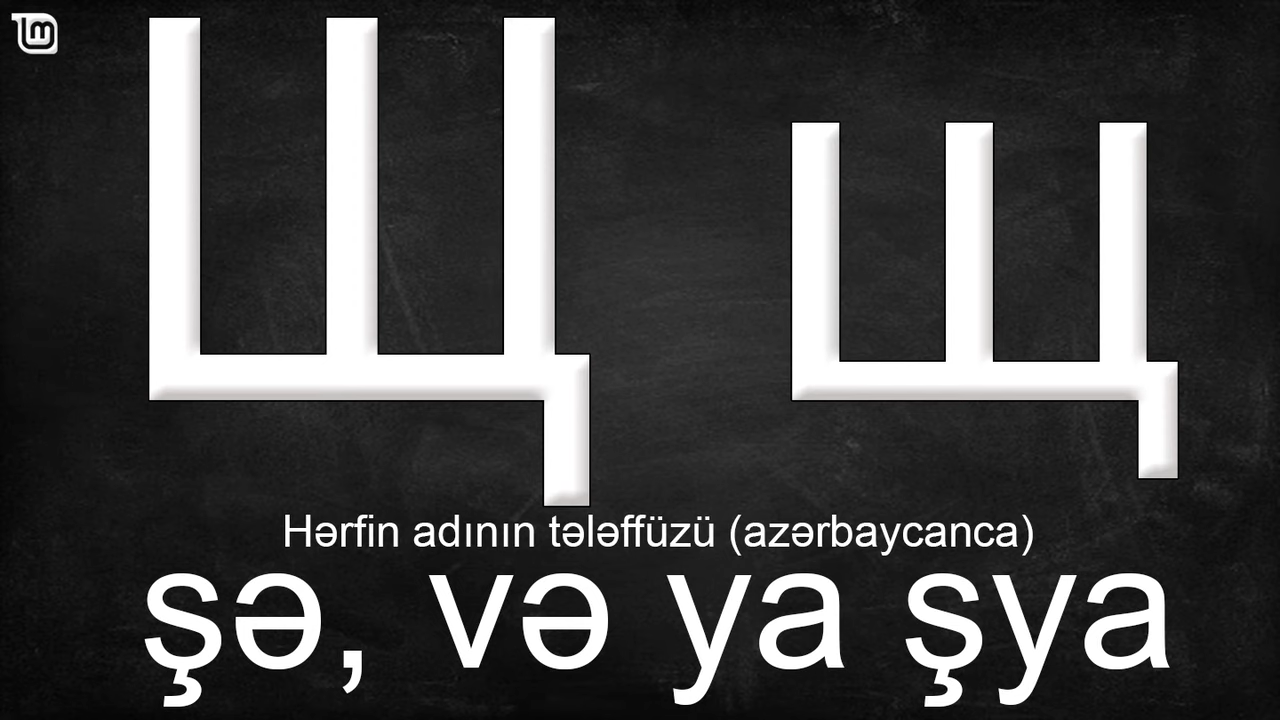 Щ щ
Hərfin adının tələffüzü (azərbaycanca)
şə, və ya şya